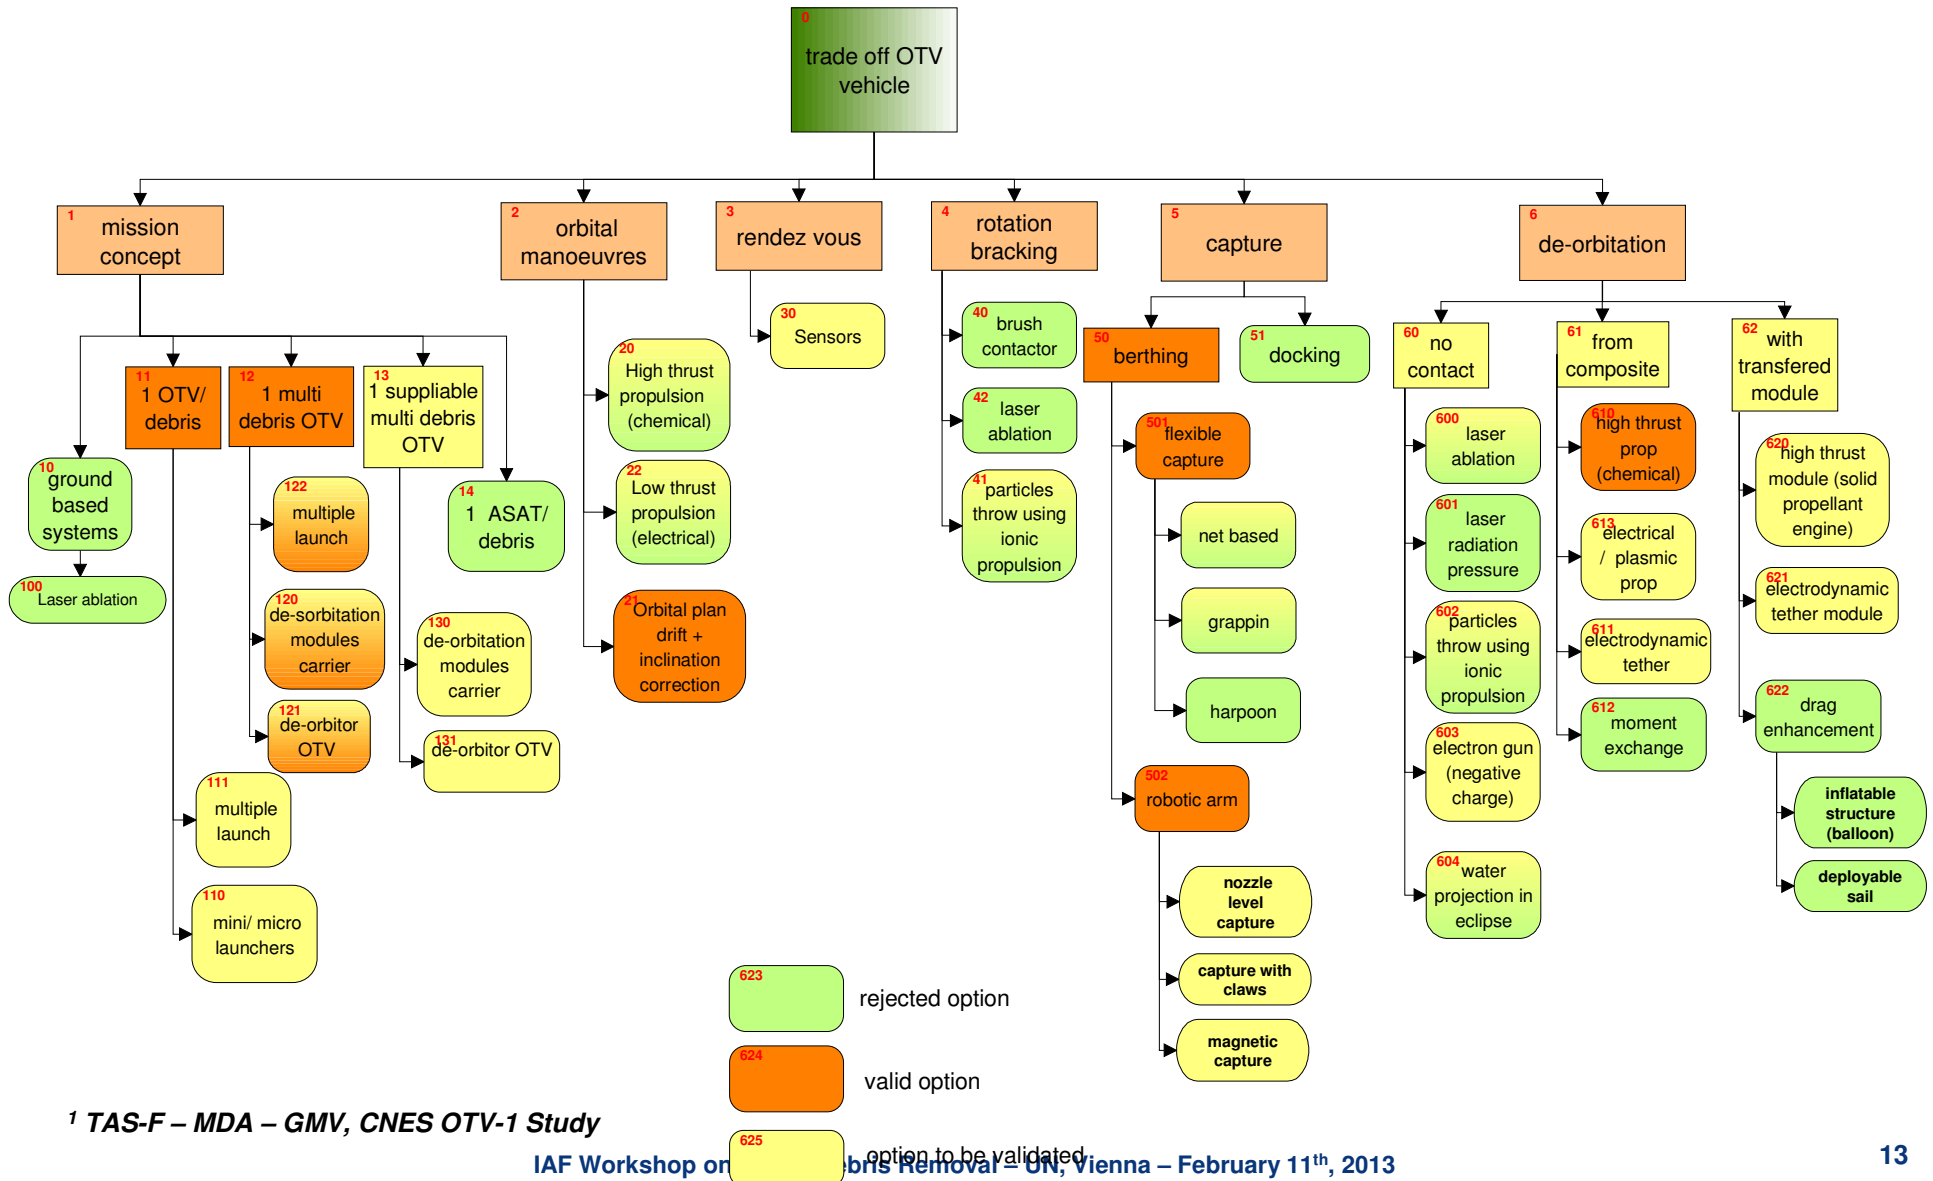 0
trade off OTV
vehicle
1
mission
concept
2
orbital
manoeuvres
3
rendez vous
4
rotation
bracking
5
capture
6
de-orbitation
10
ground
based
systems
100
Laser ablation
11
1 OTV/
debris
12
1 multi
debris OTV
13
1 suppliable
multi debris
OTV
14
1 ASAT/
debris
122
multiple
launch
120
de-sorbitation
modules
carrier
121
de-orbitor
OTV
130
de-orbitation
modules
carrier
131
de-orbitor OTV
111
multiple
launch
110
mini/ micro
launchers
20
High thrust
propulsion
(chemical)
22
Low thrust
propulsion
(electrical)
21
Orbital plan
drift +
inclination
correction
30
Sensors
40
brush
contactor
42
laser
ablation
41
particles
throw using
ionic
propulsion
50
berthing
51
docking
501
flexible
capture
net based
grappin
harpoon
502
robotic arm
nozzle
level
capture
capture with
claws
magnetic
capture
60
no
contact
600
laser
ablation
601
laser
radiation
pressure
602
particles
throw using
ionic
propulsion
603
electron gun
(negative
charge)
604
water
projection in
eclipse
61
from
composite
610
high thrust
prop
(chemical)
613
electrical
/ plasmic
prop
611
electrodynamic
tether
612
moment
exchange
62
with
transfered
module
620
high thrust
module (solid
propellant
engine)
621
electrodynamic
tether module
622
drag
enhancement
inflatable
structure
(balloon)
deployable
sail
623
rejected option
624
valid option
625
option to be validated
1 TAS-F – MDA – GMV, CNES OTV-1 Study
IAF Workshop on ebris Removal – UN, Vienna – February 11th, 2013
13